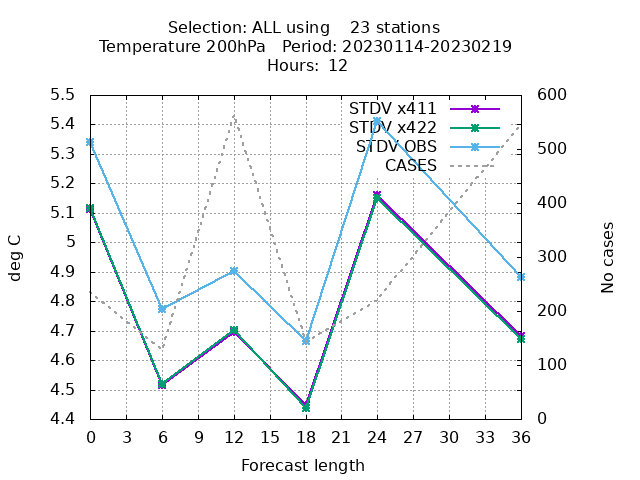 Selection: ALL using    23 stations
Temperature 200hPa   Period: 20230114-20230219
Hours:  12
STDV x411
STDV x422
STDV OBS
CASES
5.5
5.4
5.3
5.2
5.1
5
4.9
4.8
4.7
4.6
4.5
4.4
deg C
600
500
400
300
200
100
0
No cases
0 3 6 9 12 15 18 21 24 27 30 33 36
Forecast length